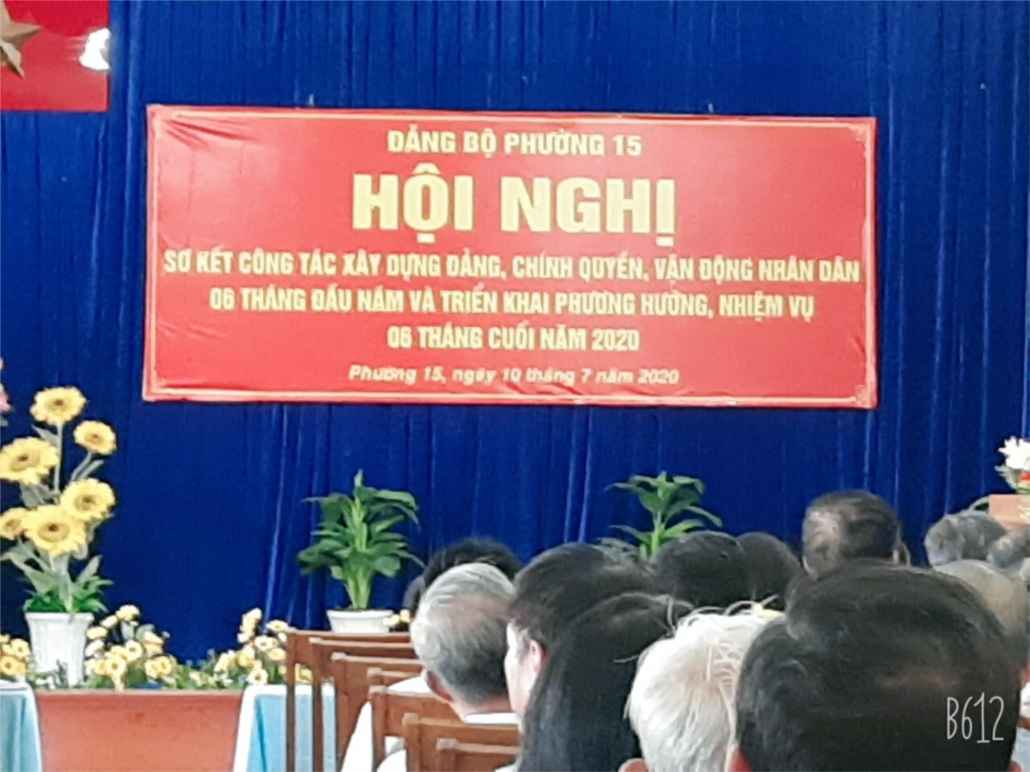 ĐẢNG BỘ PHƯỜNG 15
HỘI NGHỊ
SƠ KẾT CÔNG TÁC XÂY DỰNG ĐẢNG, CHÍNH QUYỀN, VẬN ĐỘNG NHÂN DÂN
06 THÁNG ĐẦU NĂM VÀ TRIỂN KHAI PHƯƠNG HƯỚNG, NHIỆM VỤ
06 THÁNG CUỐI NĂM 2020
Phường 15, ngày 10 tháng 7 năm 2020
B612